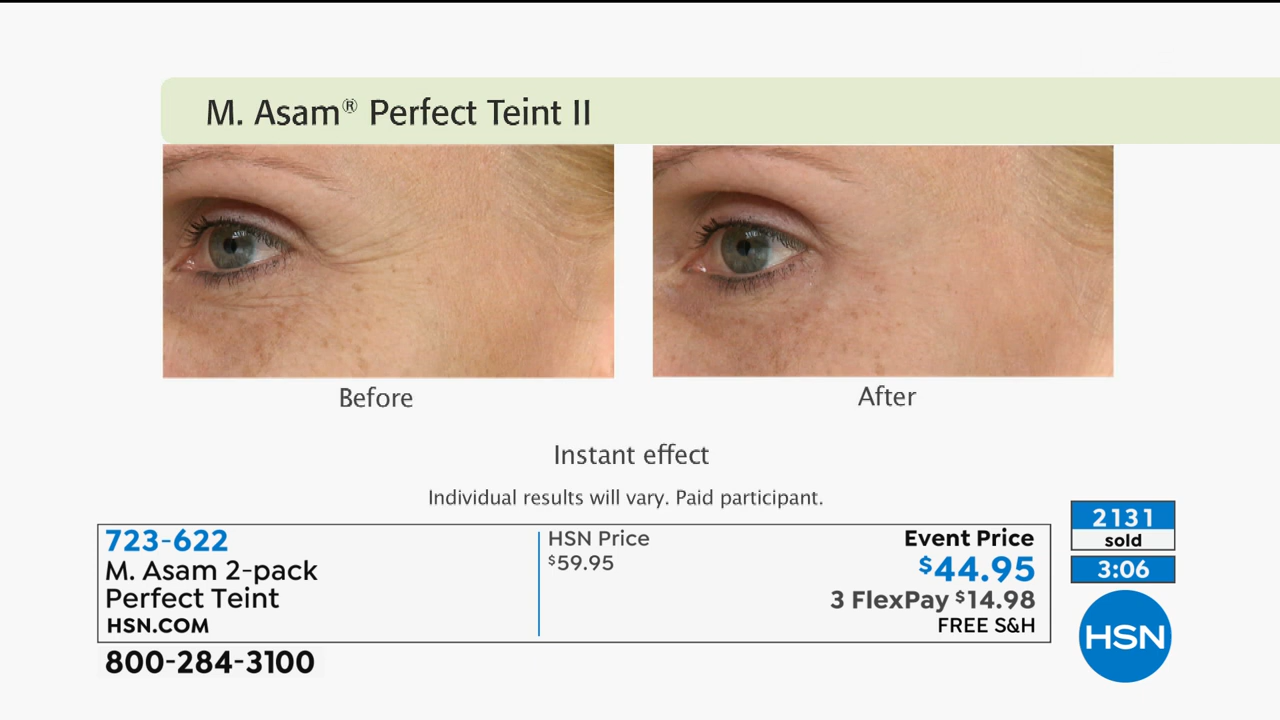 M. Asam® Perfect Teint II
Before
After
Instant effect
Individual results will vary. Paid participant.
723-622
M. Asam 2-pack
Perfect Teint
HSN.COM
HSN Price
$59.95
Event Price
$44.95
3 FlexPay $14.98
FREE S&H
2131
sold
3:06
HSN
800-284-3100